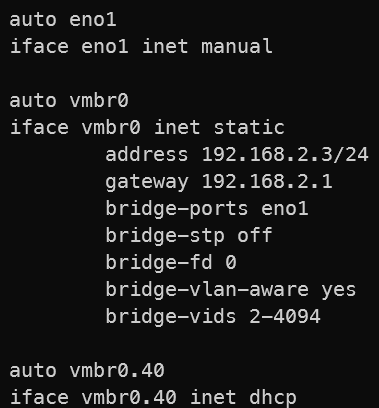 auto eno1
iface eno1 inet manual
auto vmbr0
iface vmbr0 inet static
address 192.168.2.3/24
gateway 192.168.2.1
bridge-ports eno1
bridge-stp off
bridge-fd 0
bridge-vlan-aware yes
bridge-vids 2-4094
auto vmbr0.40
iface vmbr0.40 inet dhcp